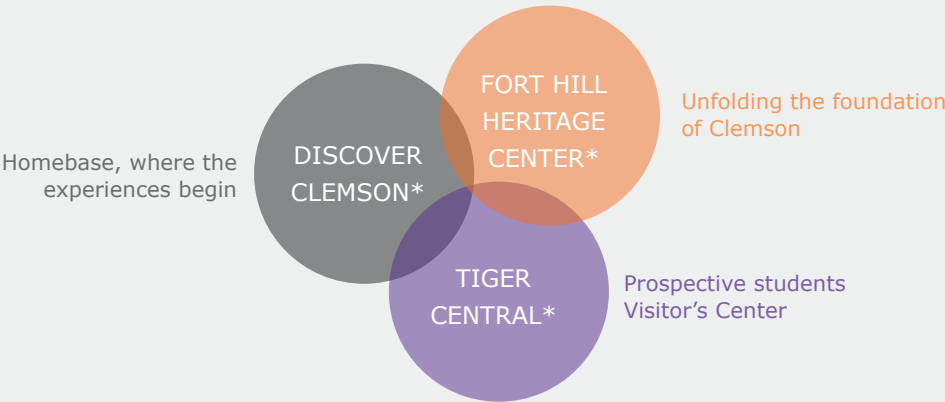 Homebase, where the
experiences begin
DISCOVER
CLEMSON*
FORT HILL
HERITAGE
CENTER*
Unfolding the foundation
of Clemson
TIGER
CENTRAL*
Prospective students
Visitor’s Center